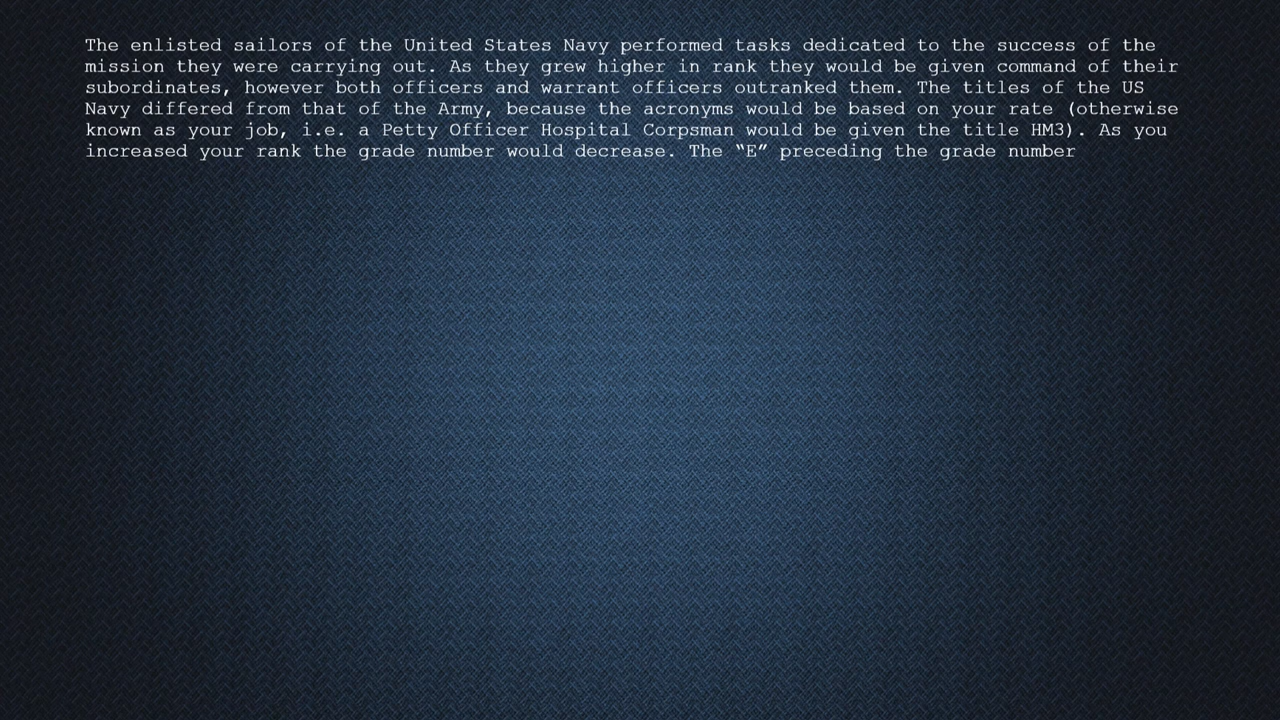 The enlisted sailors of the United States Navy performed tasks dedicated to the success of the
mission they were carrying out. As they grew higher in rank they would be given command of their
subordinates, however both officers and warrant officers outranked them. The titles of the US
Navy differed from that of the Army, because the acronyms would be based on your rate (otherwise
known as your job, i.e. a Petty Officer Hospital Corpsman would be given the title HM3). As you
increased your rank the grade number would decrease. The “E” preceding the grade number